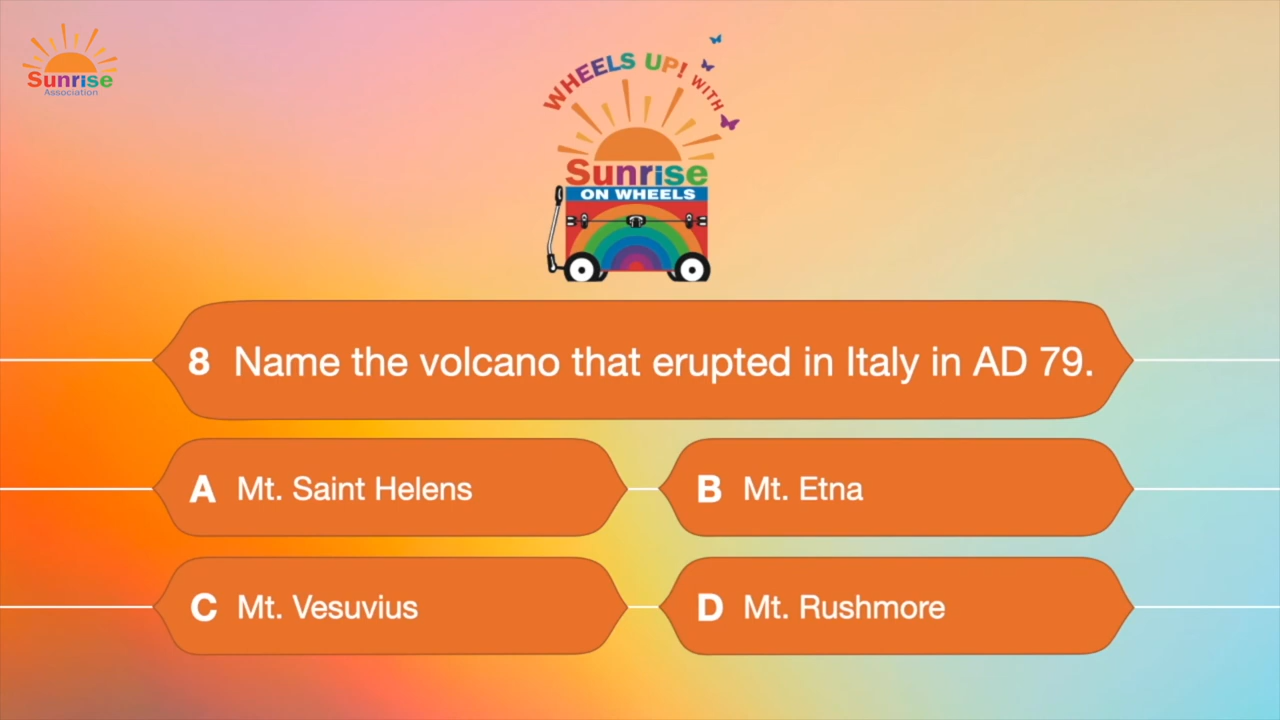 Sunrise
Association
WHEELS UP! WITH
Sunrise
ON WHEELS
8 Name the volcano that erupted in Italy in AD 79.
A Mt. Saint Helens
B Mt. Etna
C Mt. Vesuvius
D Mt. Rushmore